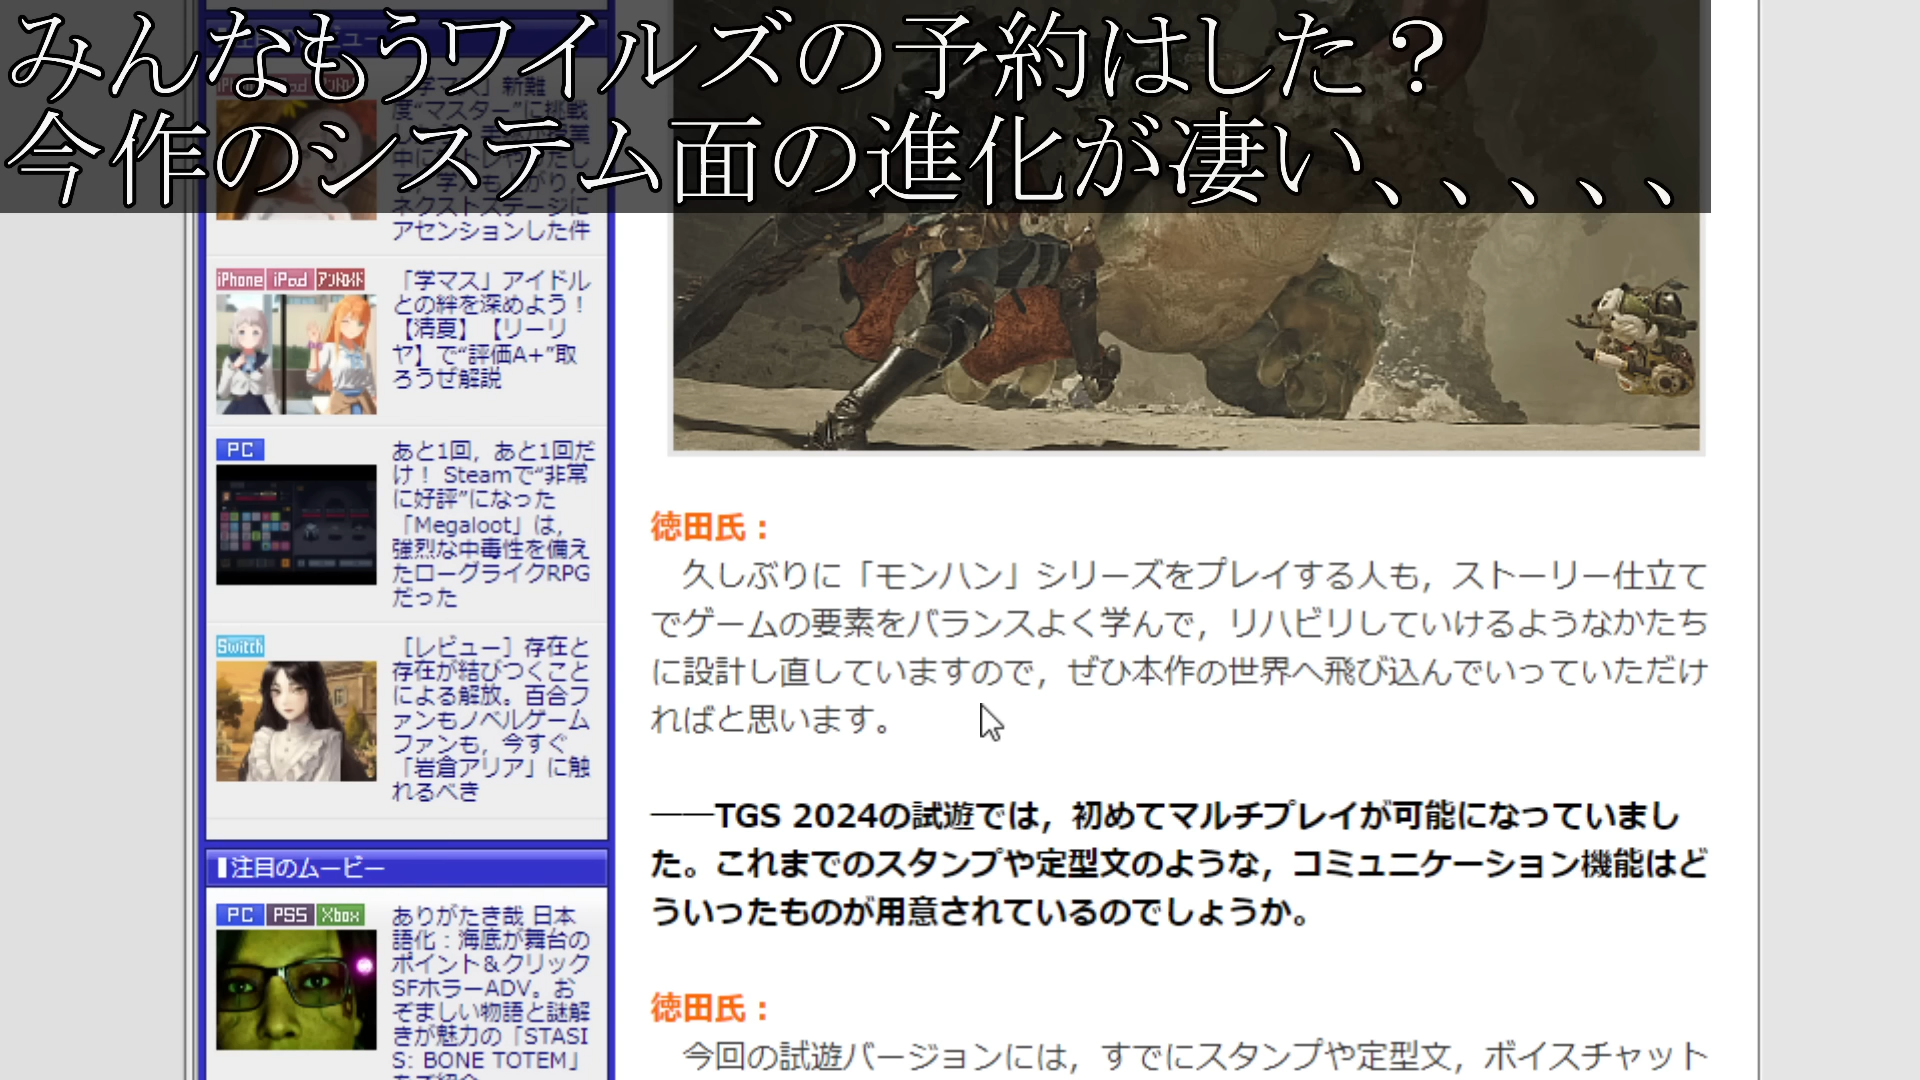 みんなもうワイルズの予約はした？
今作のシステム面の進化が凄い、、、、、
ネクストステージに
アセンションした件
iPhone iPod アンドロイド
「学マス」アイドル
との絆を深めよう！
【清夏】【リーリ
ヤ】で“評価A+”取
ろうぜ解説
PC
あと1回，あと1回だ
け！ Steamで“非常
に好評”になった
「Megaloot」は，
強烈な中毒性を備え
たローグライクRPG
だった
Switch
［レビュー］存在と
存在が結びつくこと
による解放。百合フ
ァンもノベルゲーム
ファンも，今すぐ
「岩倉アリア」に触
れるべき
注目のムービー
PC PS5 Xbox
ありがたき哉 日本
語化：海底が舞台の
ポイント＆クリック
SFホラーADV。お
ぞましい物語と謎解
きが魅力の「STASI
S: BONE TOTEM」
徳田氏：
久しぶりに「モンハン」シリーズをプレイする人も，ストーリー仕立て
でゲームの要素をバランスよく学んで，リハビリしていけるようなかたち
に設計し直していますので，ぜひ本作の世界へ飛び込んでいっていただけ
ればと思います。
――TGS 2024の試遊では，初めてマルチプレイが可能になっていまし
た。これまでのスタンプや定型文のような，コミュニケーション機能はど
ういったものが用意されているのでしょうか。
徳田氏：
今回の試遊バージョンには，すでにスタンプや定型文，ボイスチャット